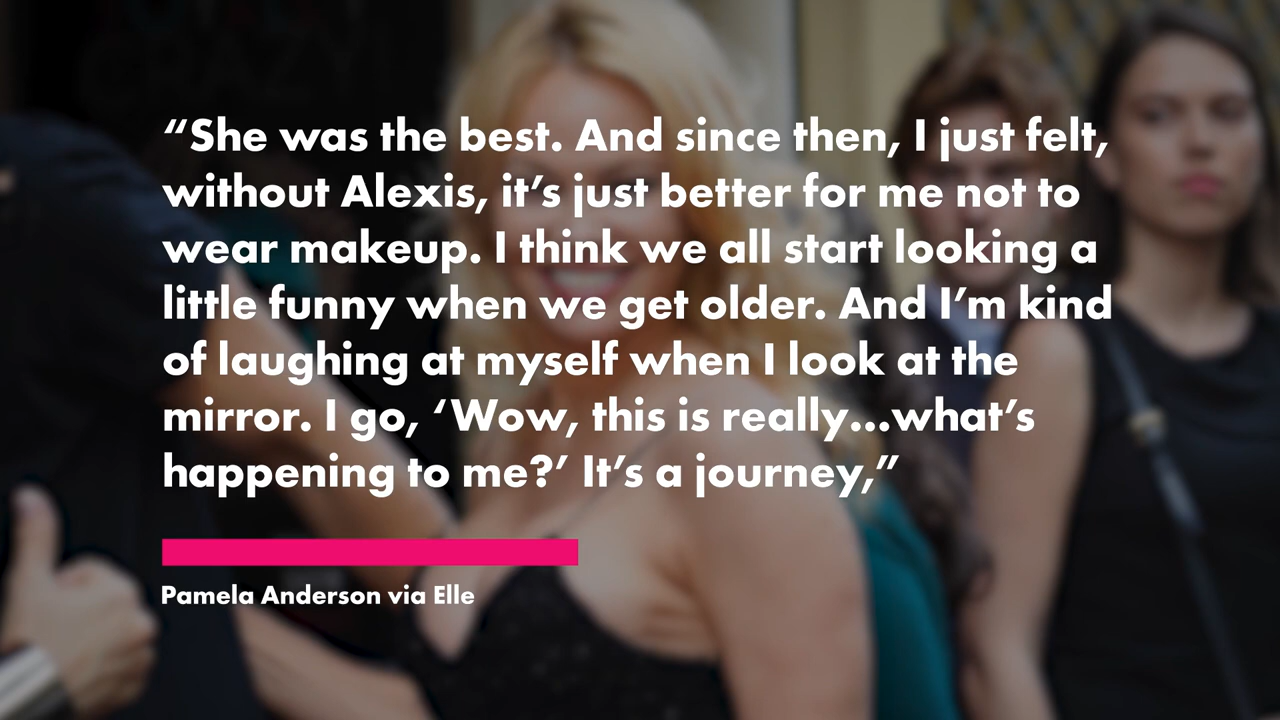 “She was the best. And since then, I just felt,
without Alexis, it’s just better for me not to
wear makeup. I think we all start looking a
little funny when we get older. And I’m kind
of laughing at myself when I look at the
mirror. I go, ‘Wow, this is really...what’s
happening to me?’ It’s a journey,”
Pamela Anderson via Elle